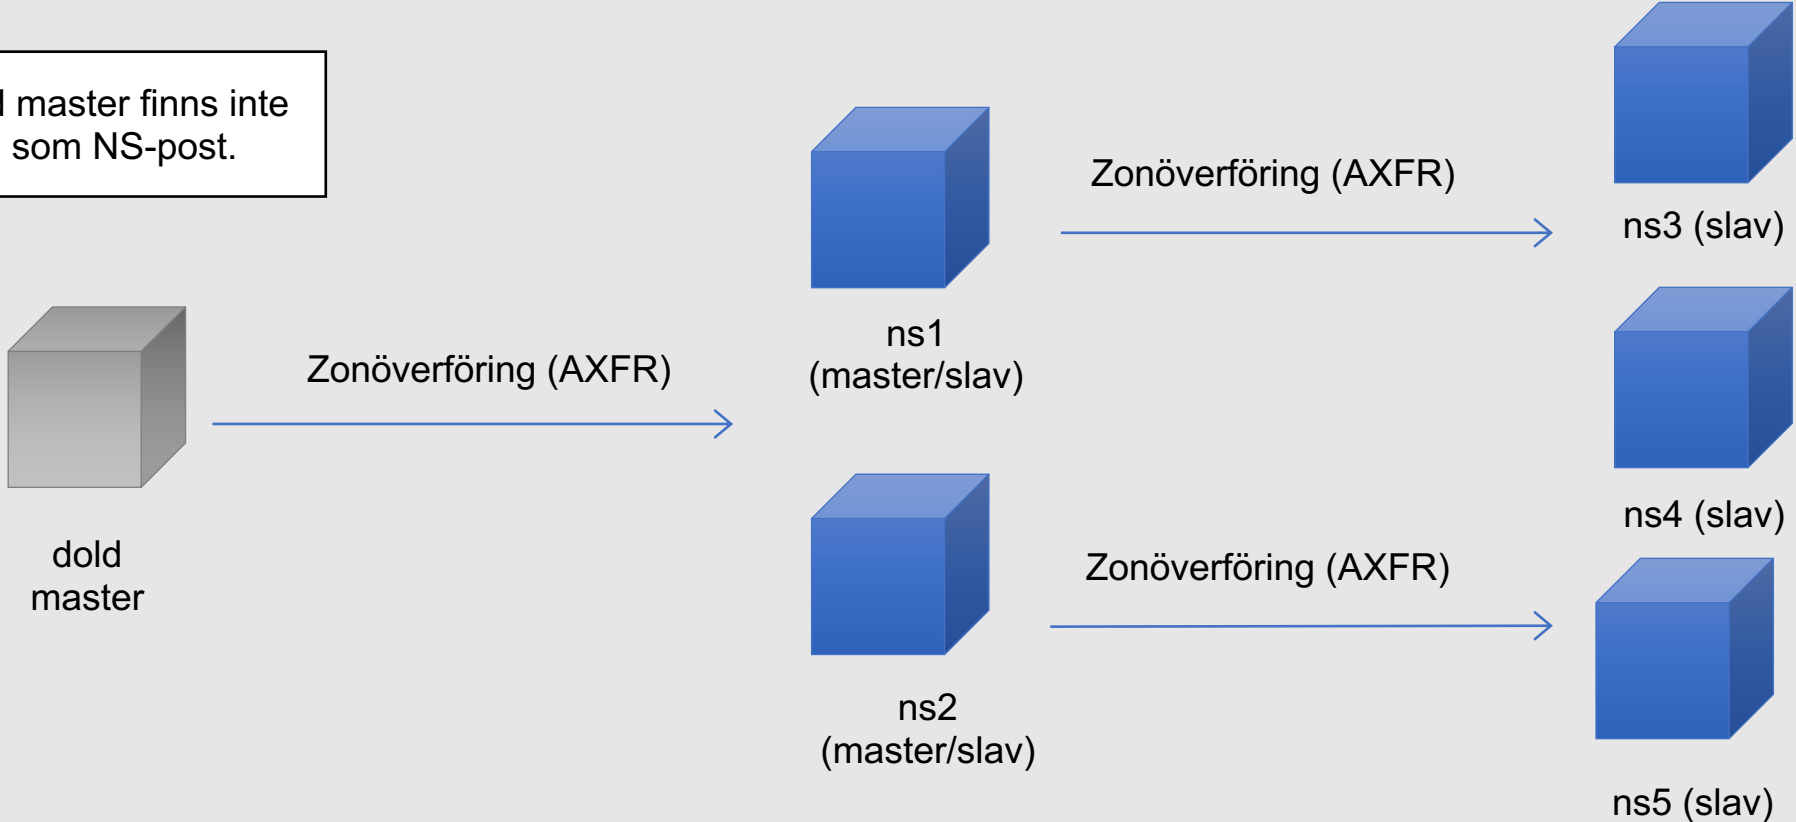 master finns inte
som NS-post.
Zonöverföring (AXFR)
ns3 (slav)
ns1
(master/slav)
Zonöverföring (AXFR)
ns4 (slav)
dold
master
Zonöverföring (AXFR)
ns2
(master/slav)
ns5 (slav)